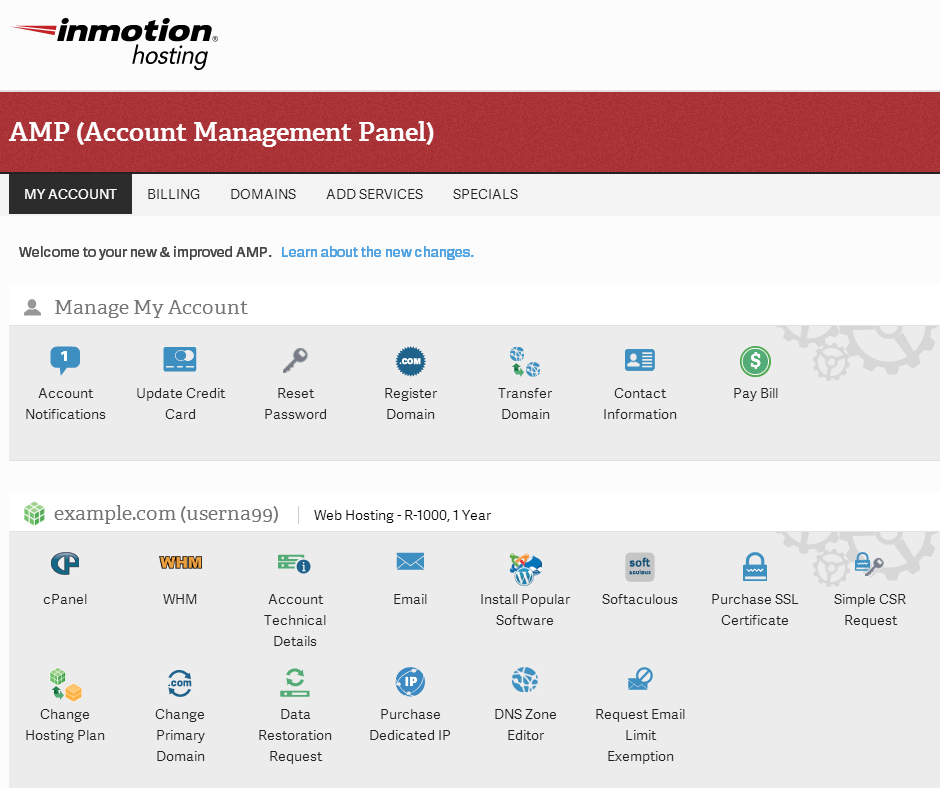 inmotion®
hosting
AMP (Account Management Panel)
MY ACCOUNT BILLING DOMAINS ADD SERVICES SPECIALS
Welcome to your new & improved AMP. Learn about the new changes.
Manage My Account
1
.COM
$
Account Notifications
Update Credit Card
Reset Password
Register Domain
Transfer Domain
Contact Information
Pay Bill
example.com (userna99) Web Hosting - R-1000, 1 Year
cP
WHM
i
W
soft
aculous
cPanel
WHM
Account Technical Details
Email
Install Popular Software
Softaculous
Purchase SSL Certificate
Simple CSR Request
.com
IP
Change Hosting Plan
Change Primary Domain
Data Restoration Request
Purchase Dedicated IP
DNS Zone Editor
Request Email Limit Exemption